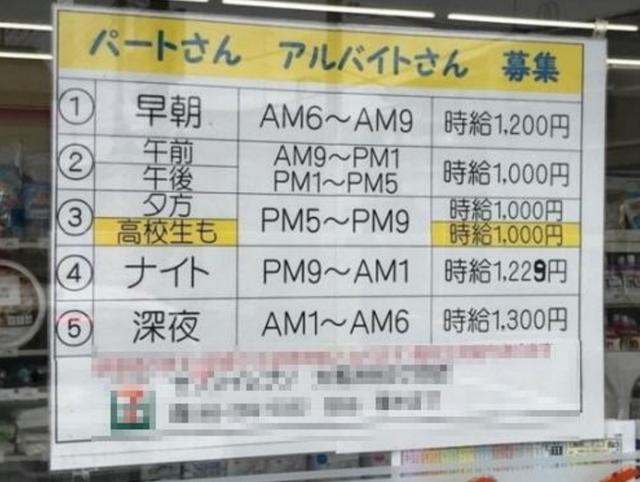 パートさん アルバイトさん 募集
① 早朝 AM6～AM9 時給1,200円
② 午前 AM9～PM1 時給1,000円
午後 PM1～PM5
③ 夕方 PM5～PM9 時給1,000円
高校生も 時給1,000円
④ ナイト PM9～AM1 時給1,229円
⑤ 深夜 AM1～AM6 時給1,300円